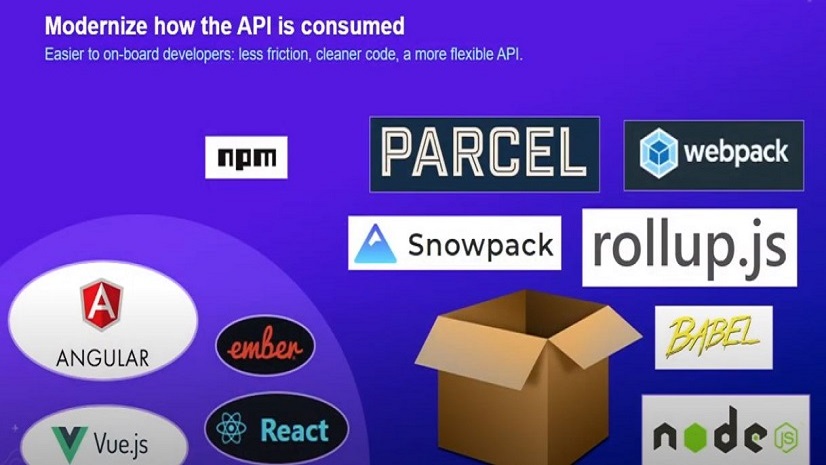 Modernize how the API is consumed
Easier to on-board developers: less friction, cleaner code, a more flexible API.
npm
PARCEL
webpack
Snowpack
rollup.js
ANGULAR
ember
BABEL
Vue.js
React
node
JS